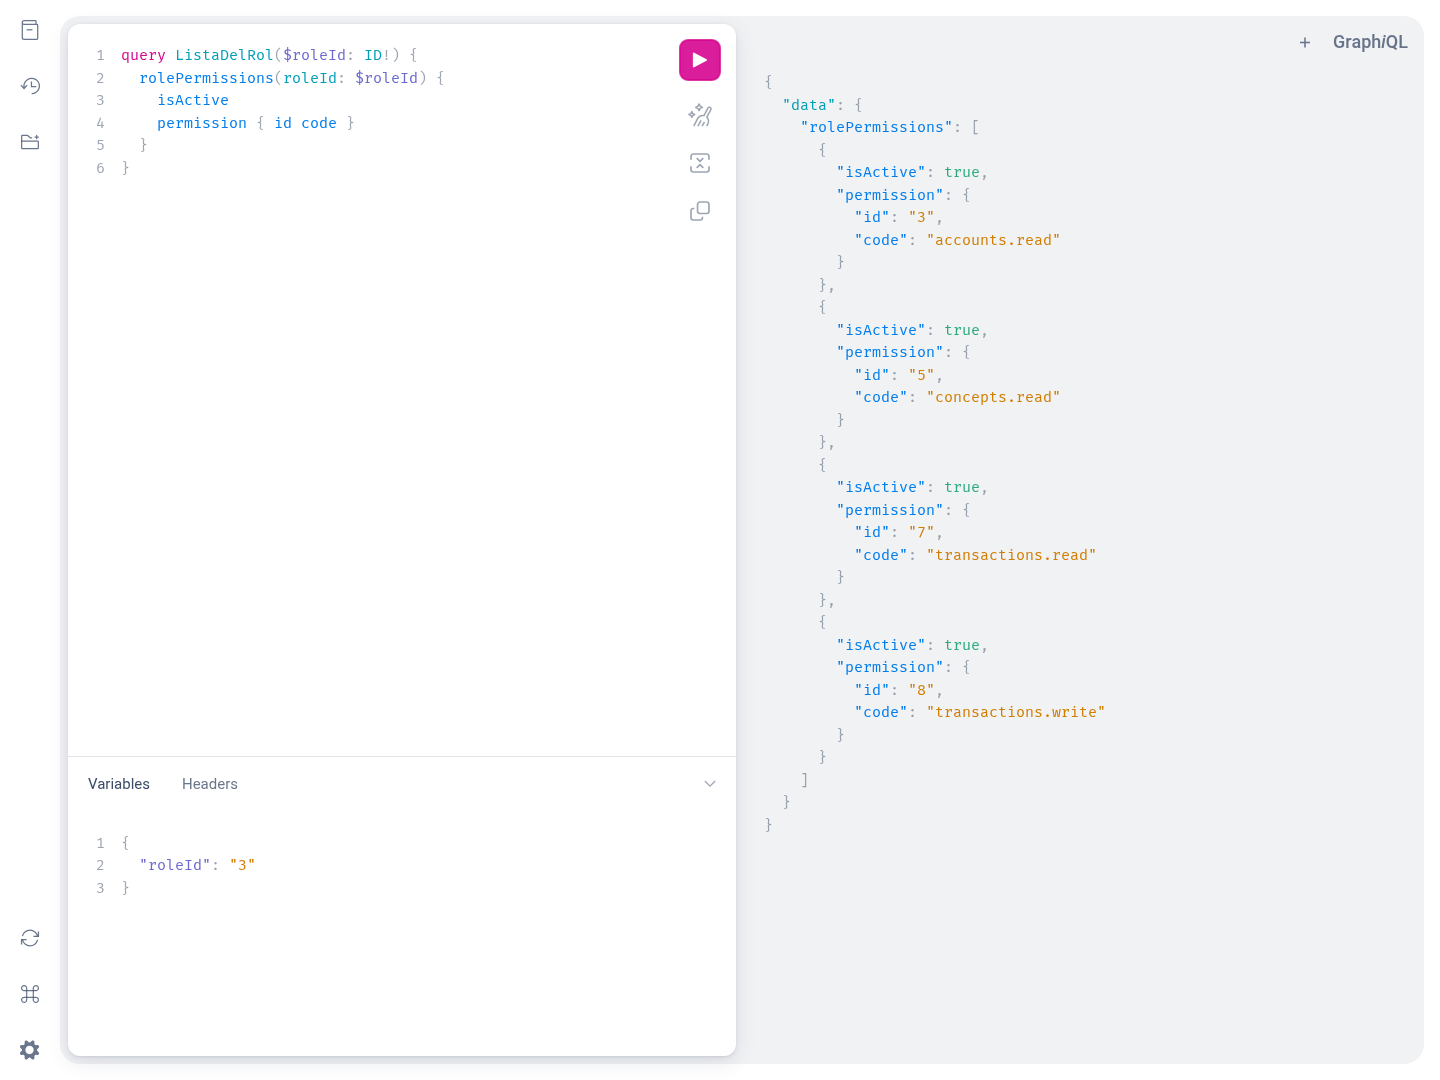 1 query ListaDelRol($roleId: ID!) {
2   rolePermissions(roleId: $roleId) {
3     isActive
4     permission { id code }
5   }
6 }
Variables Headers
1 {
2   "roleId": "3"
3 }
+ GraphiQL
{
  "data": {
    "rolePermissions": [
      {
        "isActive": true,
        "permission": {
          "id": "3",
          "code": "accounts.read"
        }
      },
      {
        "isActive": true,
        "permission": {
          "id": "5",
          "code": "concepts.read"
        }
      },
      {
        "isActive": true,
        "permission": {
          "id": "7",
          "code": "transactions.read"
        }
      },
      {
        "isActive": true,
        "permission": {
          "id": "8",
          "code": "transactions.write"
        }
      }
    ]
  }
}